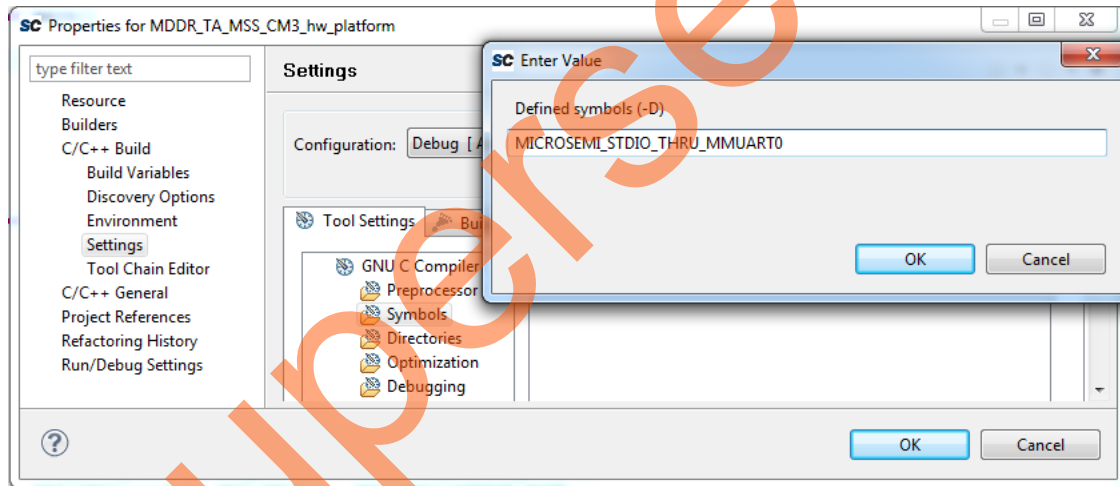 SC Properties for MDDR_TA_MSS_CM3_hw_platform
SC Enter Value
type filter text
Settings
Defined symbols (-D)
MICROSEMI_STDIO_THRU_MMUART0
OK
Cancel
Resource
Builders
C/C++ Build
Build Variables
Discovery Options
Environment
Settings
Tool Chain Editor
C/C++ General
Project References
Refactoring History
Run/Debug Settings
Configuration:
Debug [ A
Tool Settings
Bui
GNU C Compiler
Preprocessor
Symbols
Directories
Optimization
Debugging
?
OK
Cancel
uperse